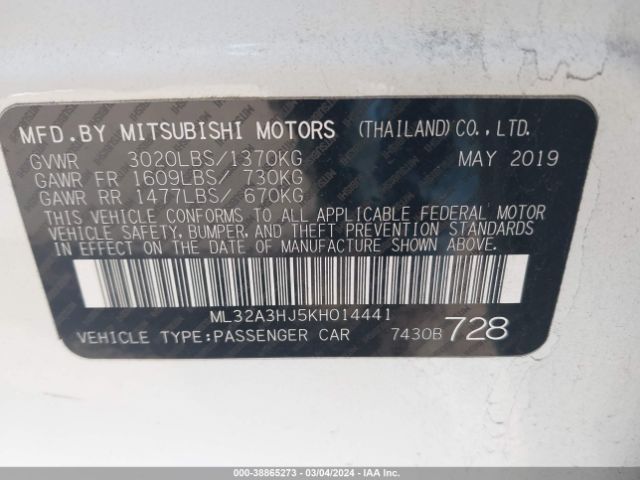 MFD.BY MITSUBISHI MOTORS (THAILAND) CO.,LTD.
GVWR 3020LBS/1370KG MAY 2019
GAWR FR 1609LBS/ 730KG
GAWR RR 1477LBS/ 670KG
THIS VEHICLE CONFORMS TO ALL APPLICABLE FEDERAL MOTOR
VEHICLE SAFETY, BUMPER, AND THEFT PREVENTION STANDARDS
IN EFFECT ON THE DATE OF MANUFACTURE SHOWN ABOVE.
ML32A3HJ5KH014441
VEHICLE TYPE:PASSENGER CAR 7430B 728
000-38865273 - 03/04/2024 - IAAI.COM